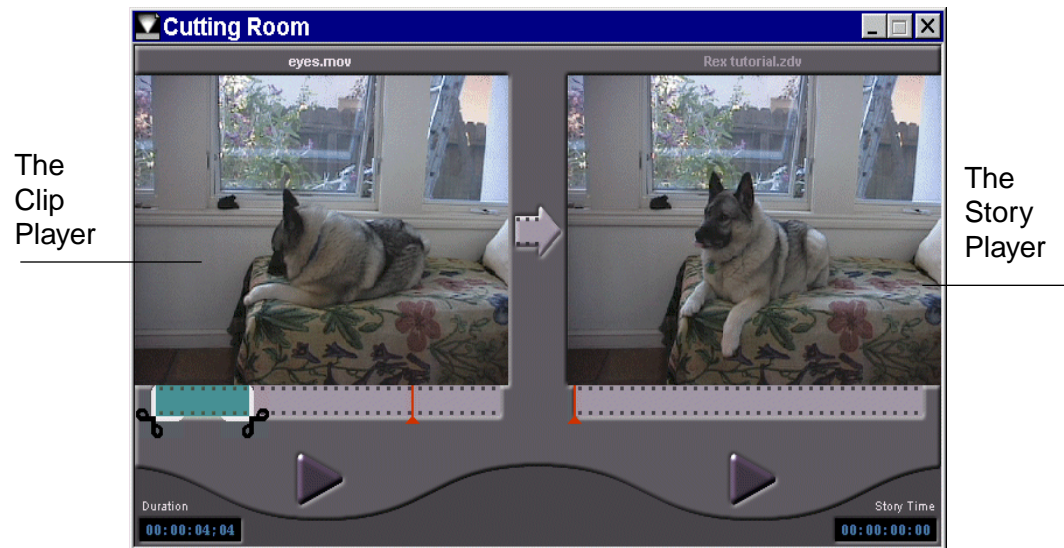 Cutting Room
eyes.mov
Rex tutorial.zdv
The
Clip
Player
The
Story
Player
Duration
00:00:04;04
Story Time
00:00:00:00